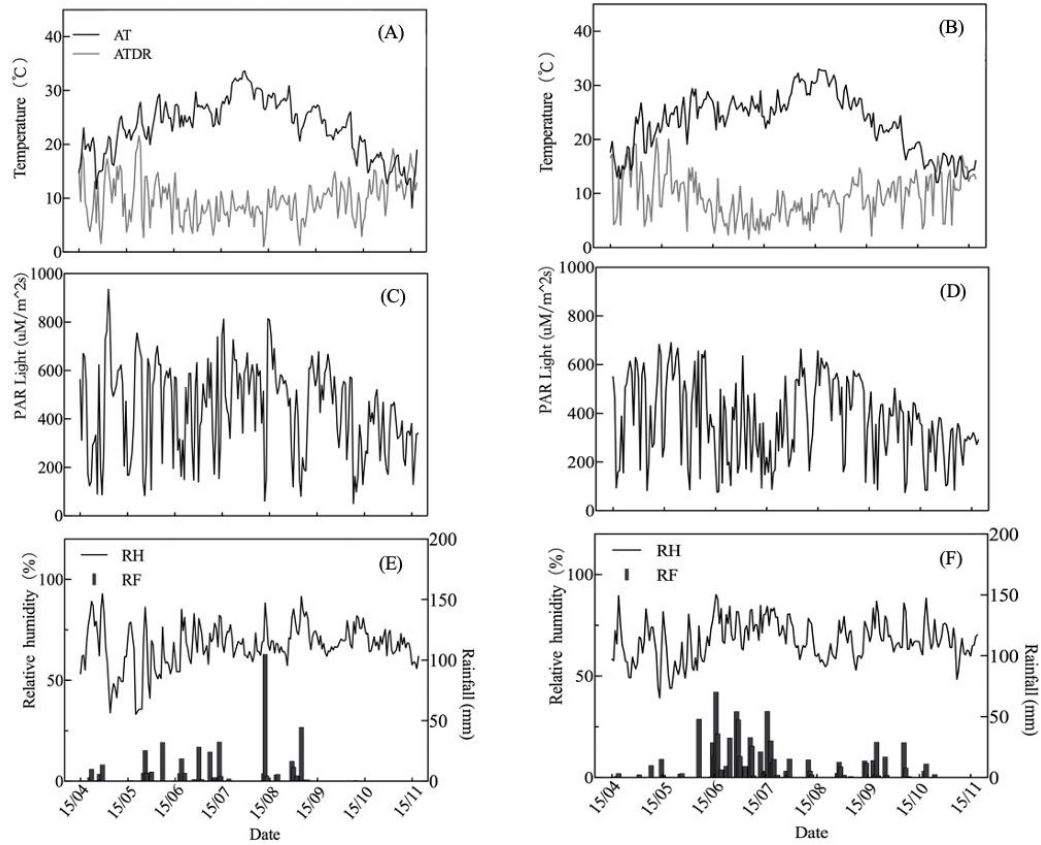 (A)
AT
ATDR
Temperature (℃)
40
30
20
10
0
(B)
Temperature (℃)
40
30
20
10
0
(C)
PAR Light (uM/m^2s)
1000
800
600
400
200
0
(D)
PAR Light (uM/m^2s)
1000
800
600
400
200
0
(E)
RH
RF
Relative humidity (%)
100
50
0
200
150
100
50
0
Rainfall (mm)
15/04
15/05
15/06
15/07
15/08
15/09
15/10
15/11
Date
(F)
RH
RF
Relative humidity (%)
100
50
0
200
150
100
50
0
Rainfall (mm)
15/04
15/05
15/06
15/07
15/08
15/09
15/10
15/11
Date